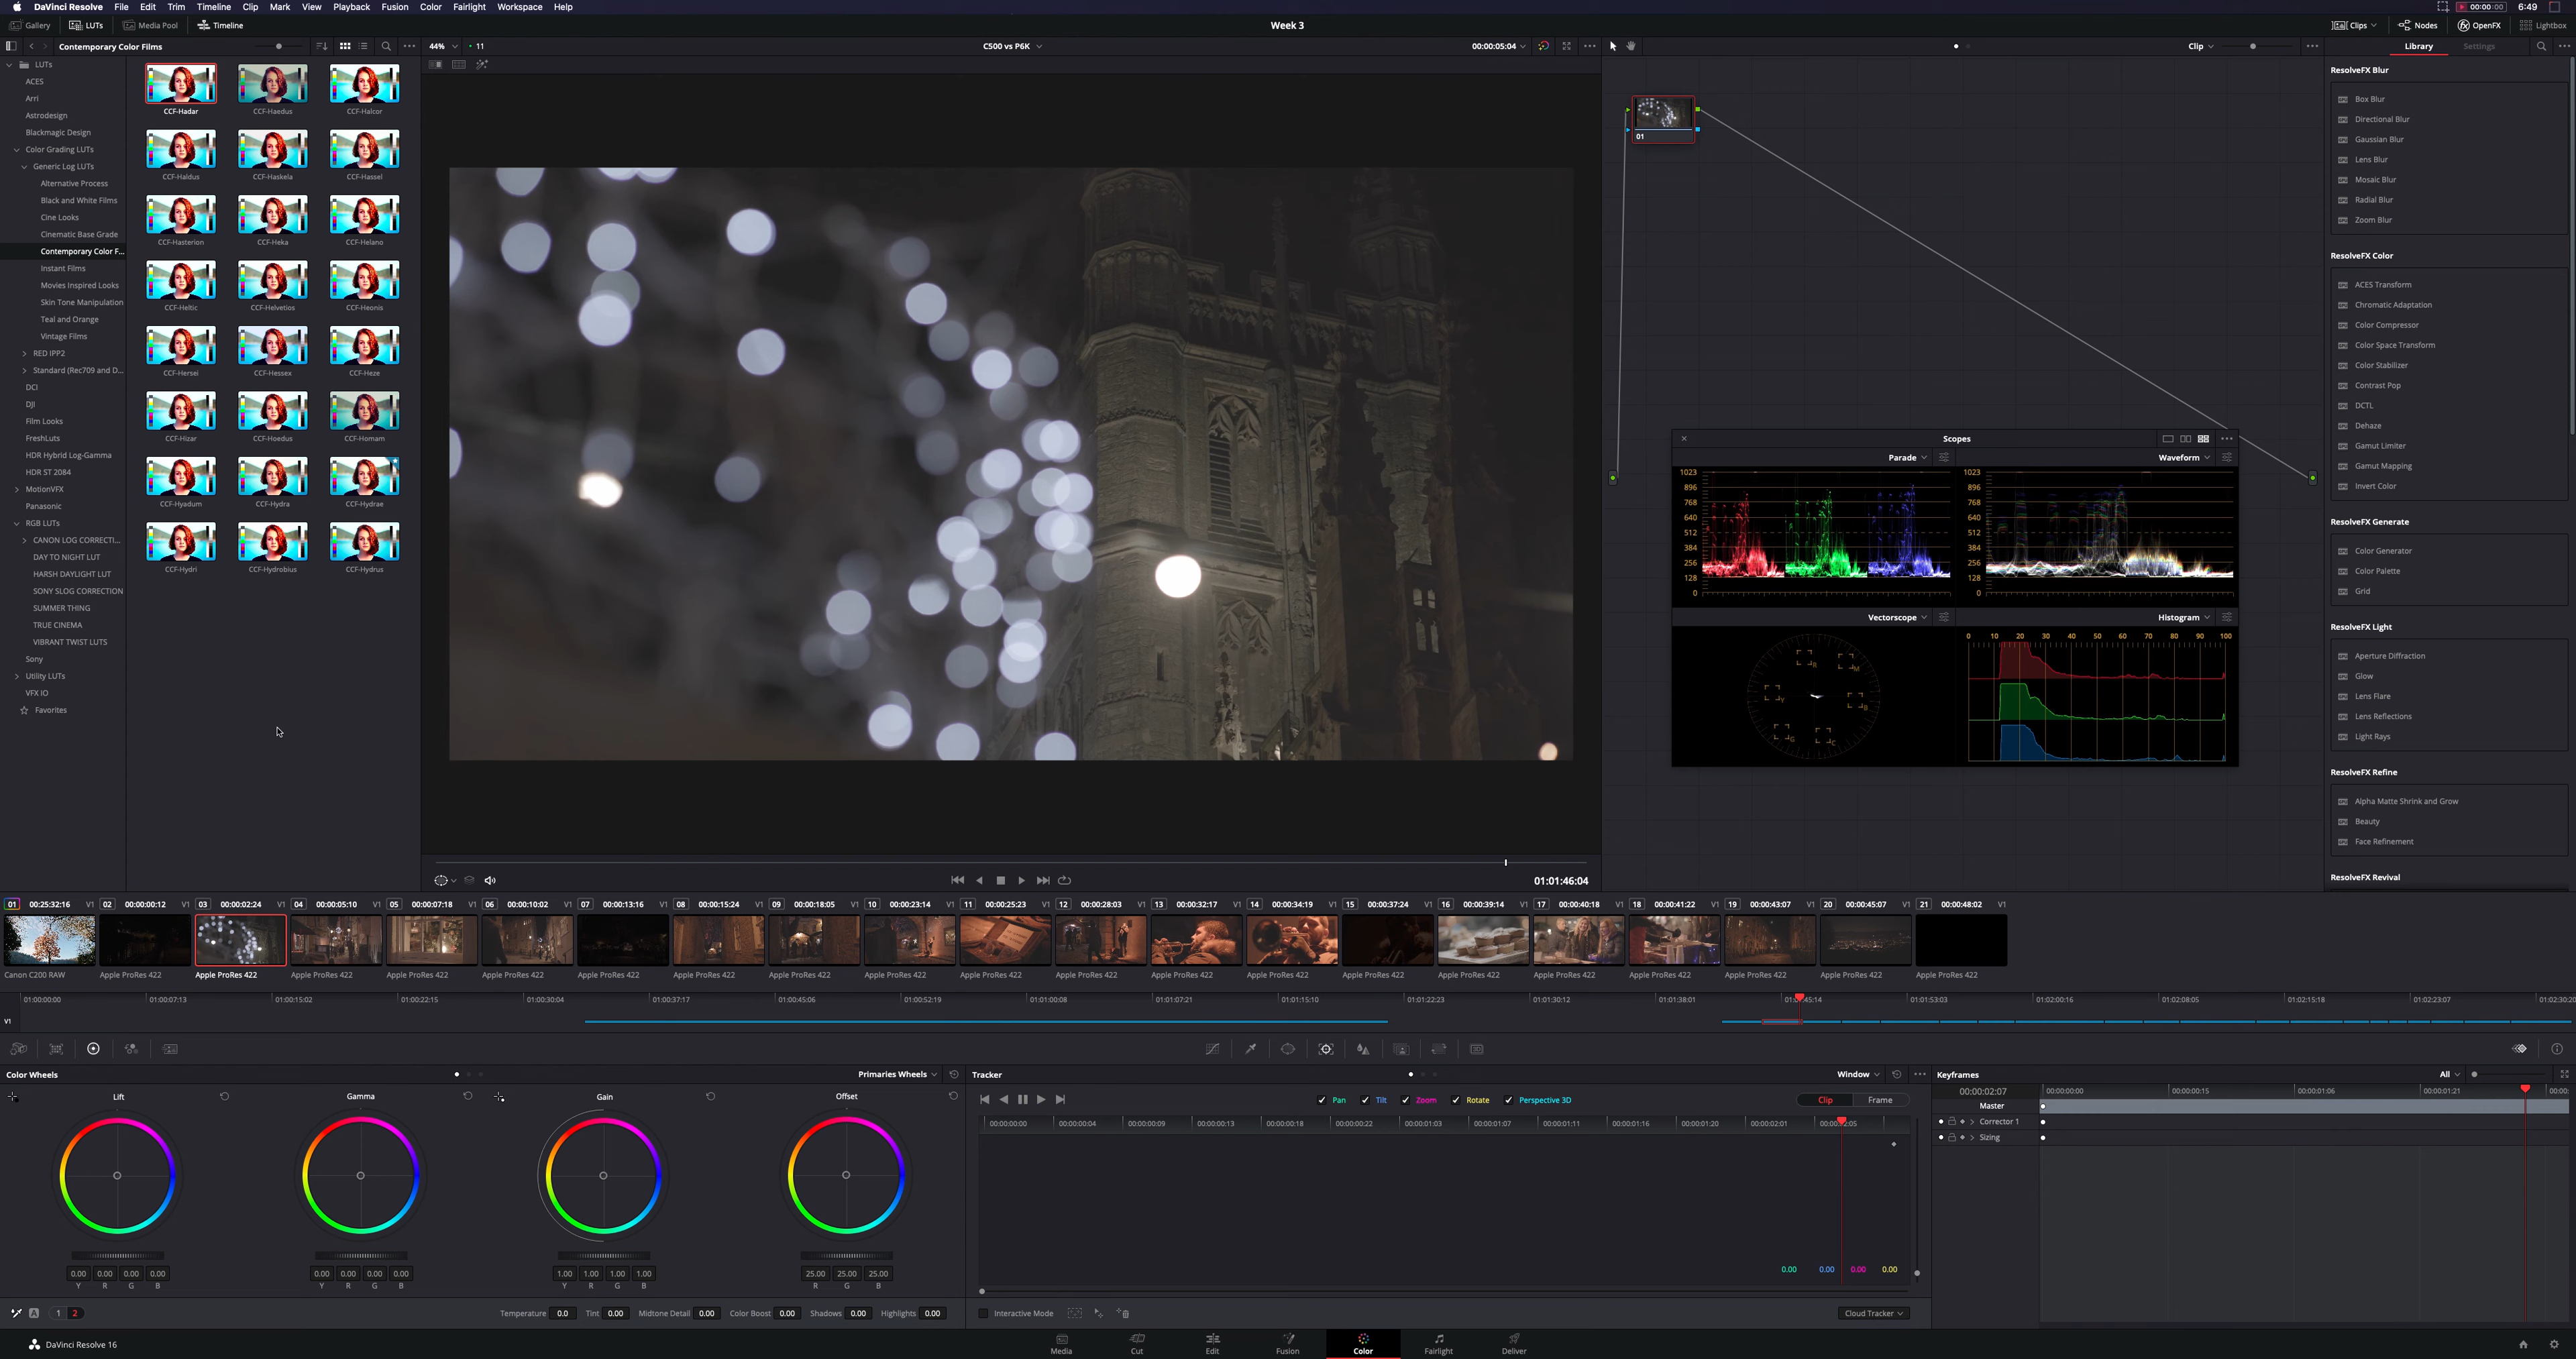 DaVinci Resolve File Edit Trim Timeline Clip Mark View Playback Fusion Color Fairlight Workspace Help 00:00:00 6:49
Gallery LUTs Media Pool Timeline Week 3 Clips Nodes OpenFX Lightbox
Contemporary Color Films 44% 11 C500 vs P6K 00:00:05:04 Clip Library Settings
LUTs
ACES
Arri
Astrodesign
Blackmagic Design
Color Grading LUTs
Generic Log LUTs
Alternative Process
Black and White Films
Cine Looks
Cinematic Base Grade
Contemporary Color F...
Instant Films
Movies Inspired Looks
Skin Tone Manipulation
Teal and Orange
Vintage Films
RED IPP2
Standard (Rec709 and D...
DCI
DJI
Film Looks
FreshLuts
HDR Hybrid Log-Gamma
HDR ST 2084
MotionVFX
Panasonic
RGB LUTs
CANON LOG CORRECTI...
DAY TO NIGHT LUT
HARSH DAYLIGHT LUT
SONY SLOG CORRECTION
SUMMER THING
TRUE CINEMA
VIBRANT TWIST LUTS
Sony
Utility LUTs
VFX IO
Favorites
CCF-Hadar CCF-Haedus CCF-Halcor
CCF-Haldus CCF-Haskela CCF-Hassel
CCF-Hasterion CCF-Heka CCF-Helano
CCF-Heltic CCF-Helvetios CCF-Heonis
CCF-Hersei CCF-Hessex CCF-Heze
CCF-Hizar CCF-Hoedus CCF-Homam
CCF-Hyadum CCF-Hydra CCF-Hydrae
CCF-Hydri CCF-Hydrobius CCF-Hydrus
01:01:46:04
01
Scopes
Parade Waveform
1023 1023
896 896
768 768
640 640
512 512
384 384
256 256
128 128
0 0
Vectorscope Histogram
R M Y B G C
0 10 20 30 40 50 60 70 80 90 100
ResolveFX Blur
Box Blur
Directional Blur
Gaussian Blur
Lens Blur
Mosaic Blur
Radial Blur
Zoom Blur
ResolveFX Color
ACES Transform
Chromatic Adaptation
Color Compressor
Color Space Transform
Color Stabilizer
Contrast Pop
DCTL
Dehaze
Gamut Limiter
Gamut Mapping
Invert Color
ResolveFX Generate
Color Generator
Color Palette
Grid
ResolveFX Light
Aperture Diffraction
Glow
Lens Flare
Lens Reflections
Light Rays
ResolveFX Refine
Alpha Matte Shrink and Grow
Beauty
Face Refinement
ResolveFX Revival
01 00:25:32:16 V1 02 00:00:00:12 V1 03 00:00:02:24 V1 04 00:00:05:10 V1 05 00:00:07:18 V1 06 00:00:10:02 V1 07 00:00:13:16 V1 08 00:00:15:24 V1 09 00:00:18:05 V1 10 00:00:23:14 V1 11 00:00:25:23 V1 12 00:00:28:03 V1 13 00:00:32:17 V1 14 00:00:34:19 V1 15 00:00:37:24 V1 16 00:00:39:14 V1 17 00:00:40:18 V1 18 00:00:41:22 V1 19 00:00:43:07 V1 20 00:00:45:07 V1 21 00:00:48:02 V1
Canon C200 RAW Apple ProRes 422 Apple ProRes 422 Apple ProRes 422 Apple ProRes 422 Apple ProRes 422 Apple ProRes 422 Apple ProRes 422 Apple ProRes 422 Apple ProRes 422 Apple ProRes 422 Apple ProRes 422 Apple ProRes 422 Apple ProRes 422 Apple ProRes 422 Apple ProRes 422 Apple ProRes 422 Apple ProRes 422 Apple ProRes 422 Apple ProRes 422 Apple ProRes 422
01:00:00:00 01:00:07:13 01:00:15:02 01:00:22:15 01:00:30:04 01:00:37:17 01:00:45:06 01:00:52:19 01:01:00:08 01:01:07:21 01:01:15:10 01:01:22:23 01:01:30:12 01:01:38:01 01:01:45:14 01:01:53:03 01:02:00:16 01:02:08:05 01:02:15:18 01:02:23:07 01:02:30:20
V1
Color Wheels Primaries Wheels Tracker Window Keyframes All
Lift Gamma Gain Offset
Pan Tilt Zoom Rotate Perspective 3D Clip Frame
00:00:00:00 00:00:00:04 00:00:00:09 00:00:00:13 00:00:00:18 00:00:00:22 00:00:01:03 00:00:01:07 00:00:01:11 00:00:01:16 00:00:01:20 00:00:02:01 00:00:02:05
00:00:02:07 00:00:00:00 00:00:00:15 00:00:01:06 00:00:01:21 00:00:
Master
Corrector 1
Sizing
0.00 0.00 0.00 0.00 0.00 0.00 0.00 0.00 1.00 1.00 1.00 1.00 25.00 25.00 25.00
Y R G B Y R G B Y R G B R G B
0.00 0.00 0.00 0.00
A 1 2 Temperature 0.0 Tint 0.00 Midtone Detail 0.00 Color Boost 0.00 Shadows 0.00 Highlights 0.00
Interactive Mode Cloud Tracker
DaVinci Resolve 16 Media Cut Edit Fusion Color Fairlight Deliver